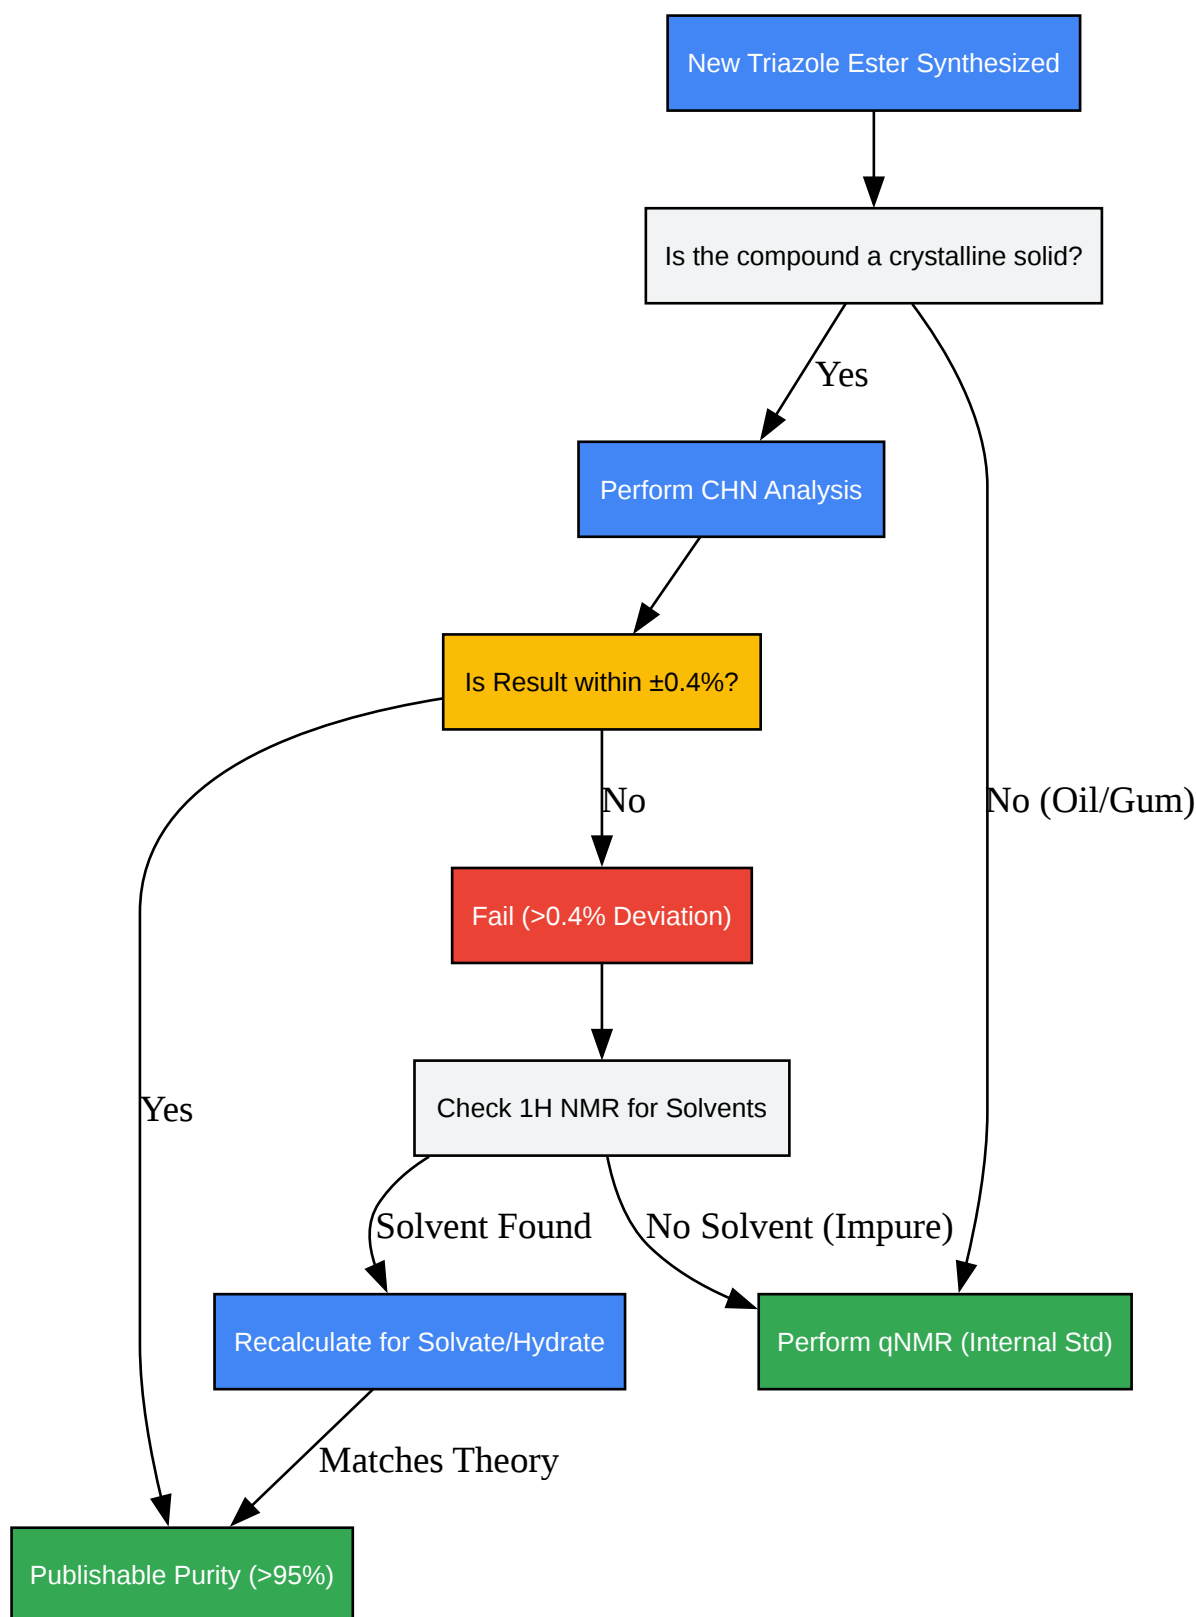 New Triazole Ester Synthesized
Is the compound a crystalline solid?
Yes
Perform CHN Analysis
Is Result within ±0.4%?
No
No (Oil/Gum)
Fail (>0.4% Deviation)
Check 1H NMR for Solvents
Yes
Solvent Found
No Solvent (Impure)
Recalculate for Solvate/Hydrate
Perform qNMR (Internal Std)
Matches Theory
Publishable Purity (>95%)